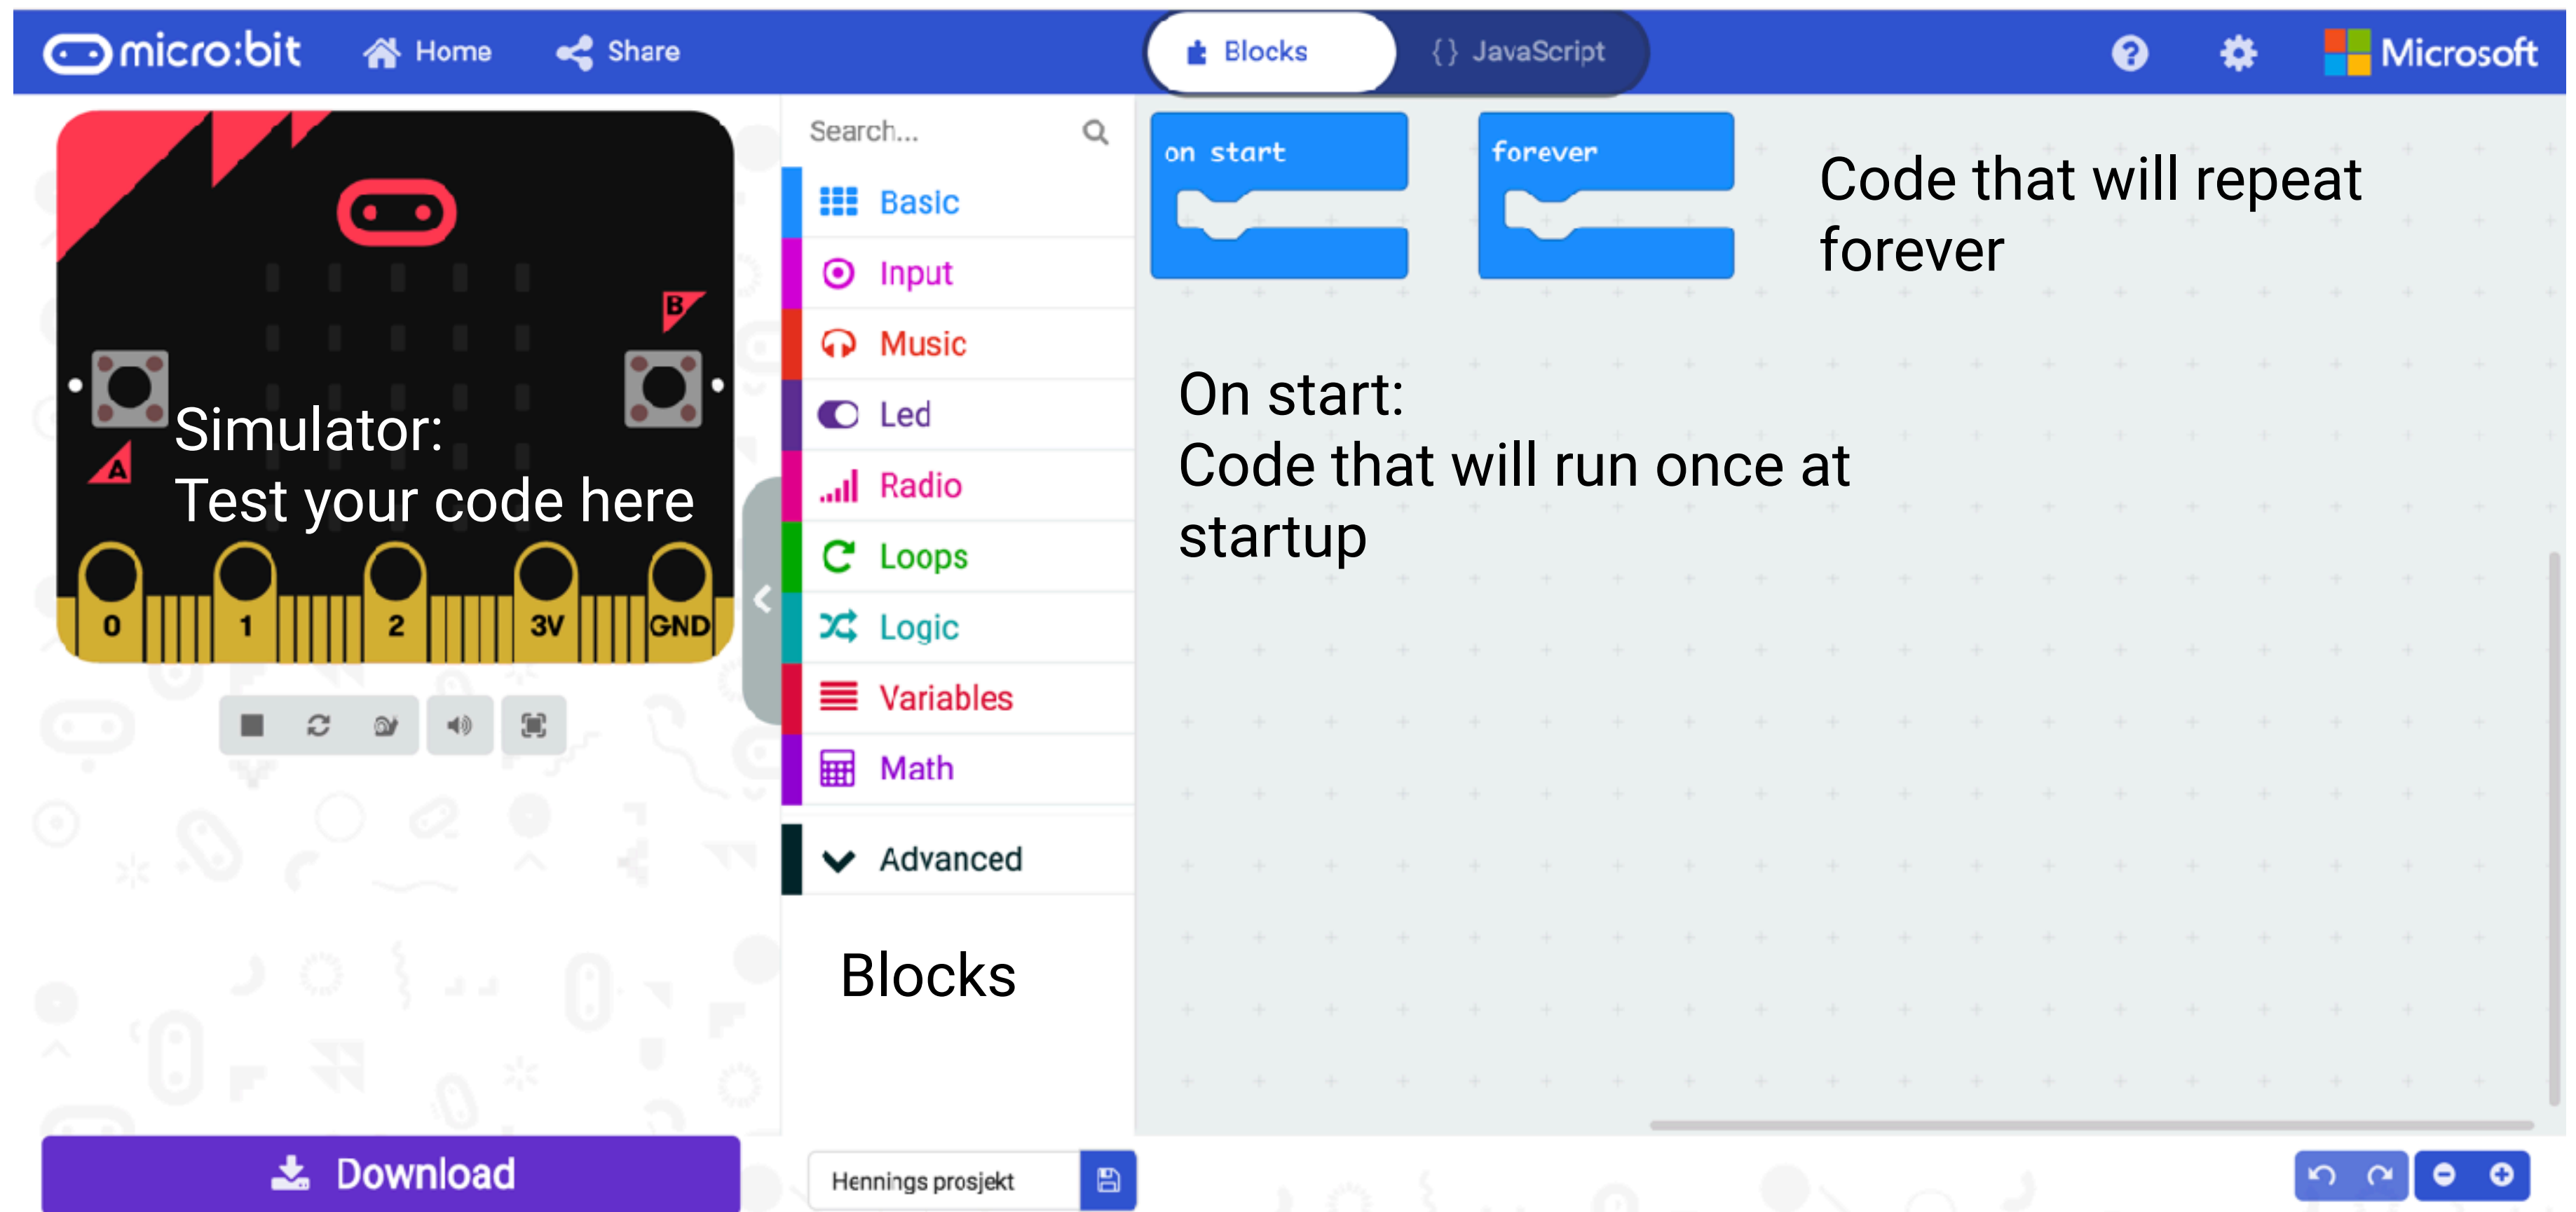 micro:bit
Home
Share
Blocks
{} JavaScript
Microsoft
Search...
Basic
Input
Music
Led
Radio
Loops
Logic
Variables
Math
Advanced
Blocks
on start
forever
Code that will repeat
forever
On start:
Code that will run once at
startup
B
A
Simulator:
Test your code here
0
1
2
3V
GND
Download
Hennings prosjekt